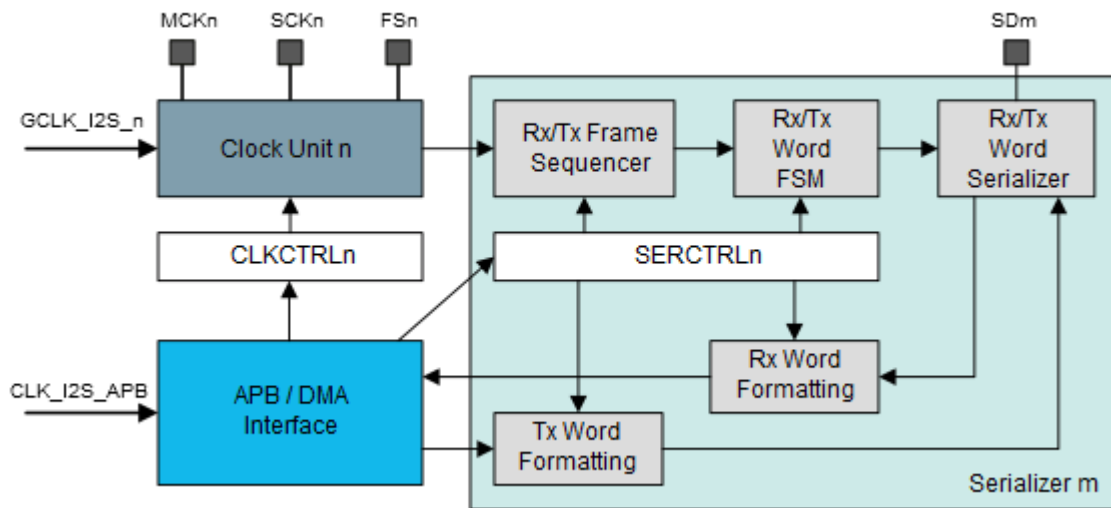 MCKn
SCKn
FSn
SDm
GCLK_I2S_n
Clock Unit n
Rx/Tx Frame
Sequencer
Rx/Tx
Word
FSM
Rx/Tx
Word
Serializer
CLKCTRLn
SERCTRLn
CLK_I2S_APB
APB / DMA
Interface
Rx Word
Formatting
Tx Word
Formatting
Serializer m